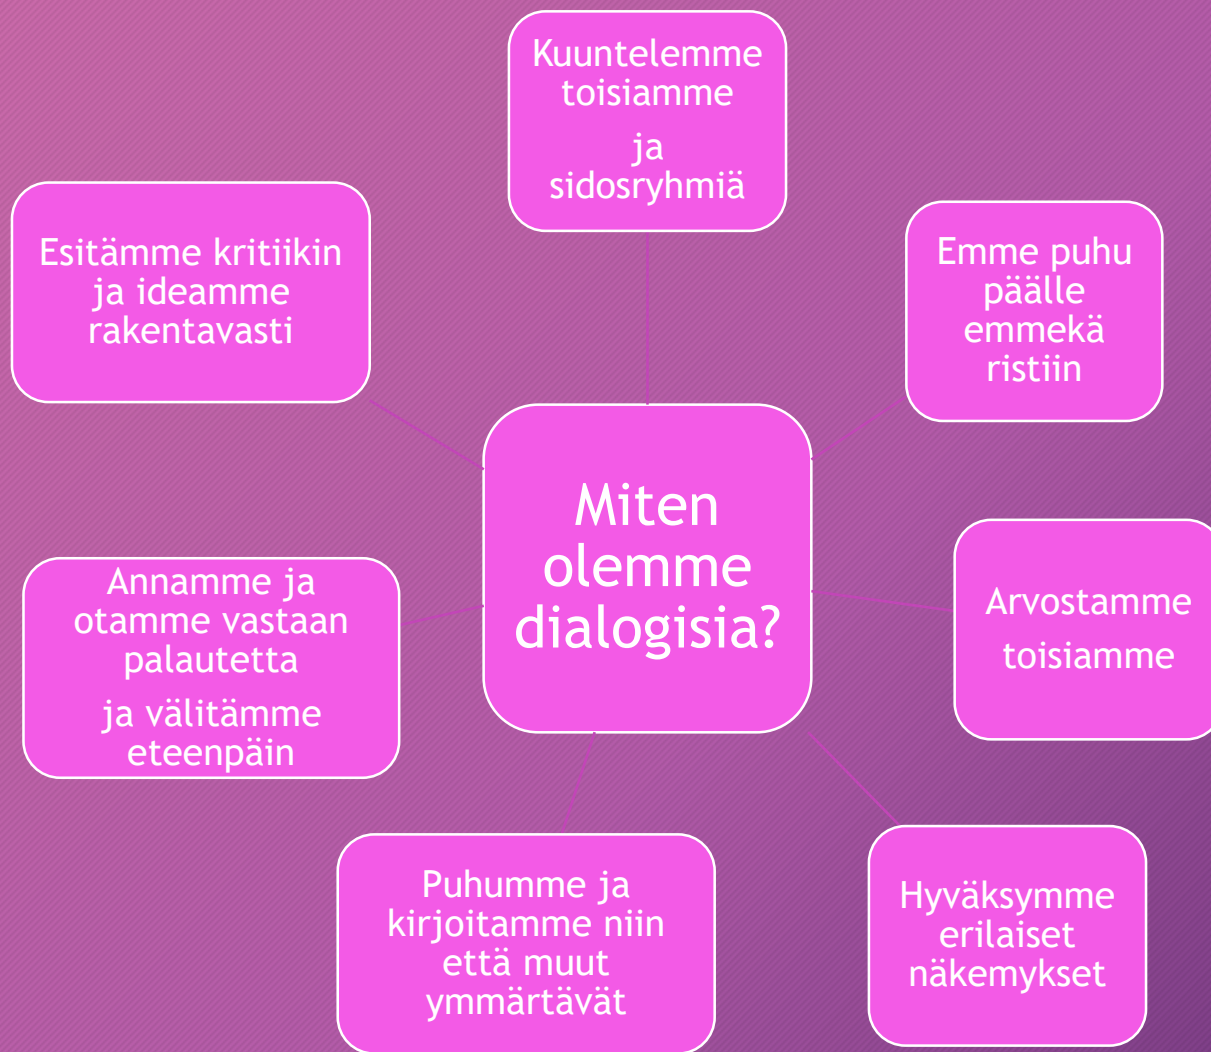 Kuuntelemme
toisiamme
ja
sidosryhmiä
Emme puhu
päälle
emmekä
ristiin
Arvostamme
toisiamme
Hyväksymme
erilaiset
näkemykset
Puhumme ja
kirjoitamme niin
että muut
ymmärtävät
Annamme ja
otamme vastaan
palautetta
ja välitämme
eteenpäin
Esitämme kritiikin
ja ideamme
rakentavasti
Miten
olemme
dialogisia?